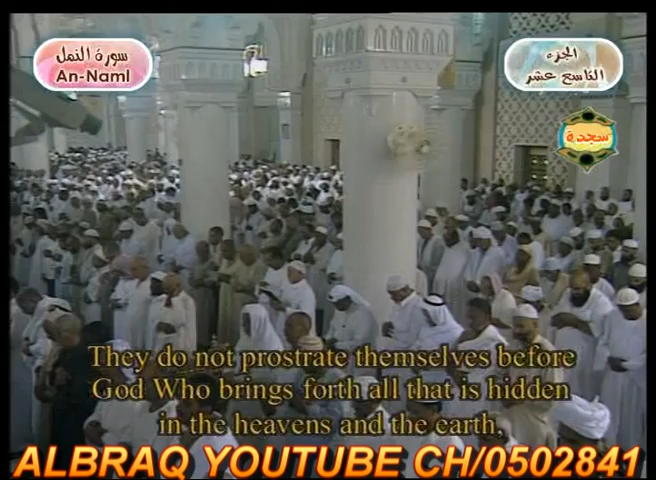 سورة النمل
An-Naml
الجزء
التاسع عشر
سجدة
They do not prostrate themselves before
God Who brings forth all that is hidden
in the heavens and the earth,
ALBRAQ YOUTUBE CH/0502841